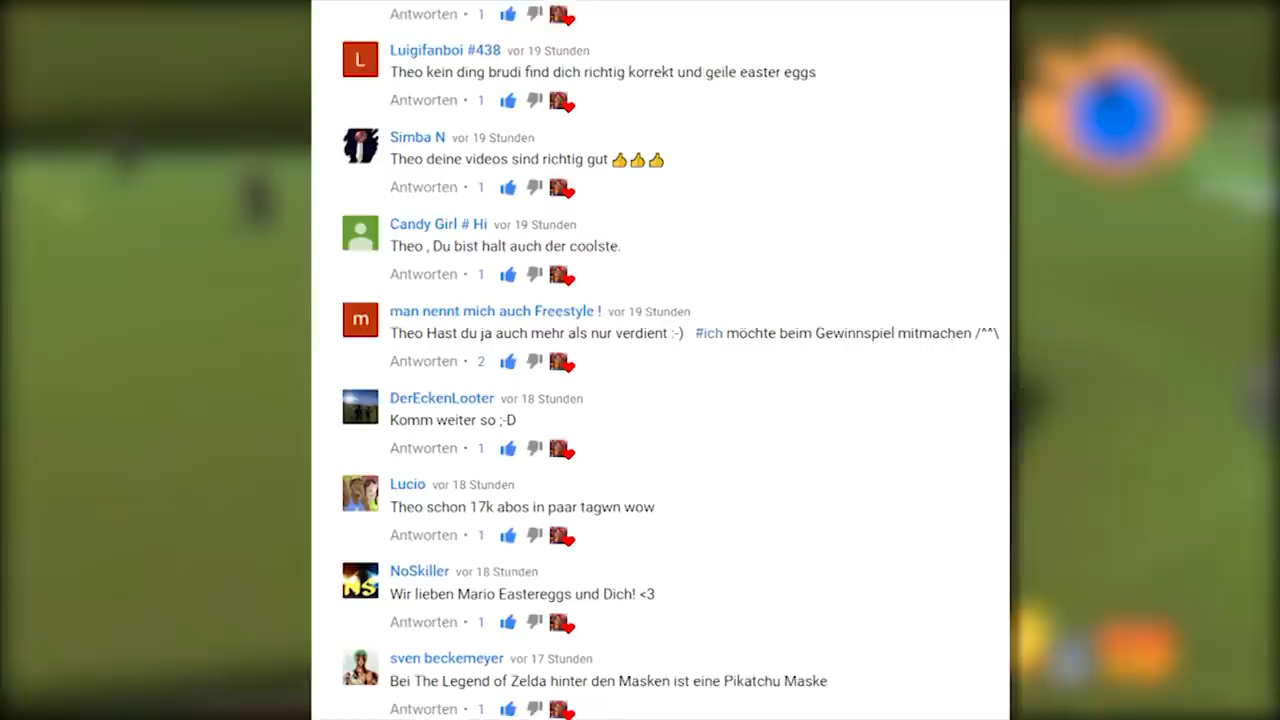 Antworten • 1
Luigifanboi #438 vor 19 Stunden
Theo kein ding brudi find dich richtig korrekt und geile easter eggs
Antworten • 1
L
Simba N vor 19 Stunden
Theo deine videos sind richtig gut 👍👍👍
Antworten • 1
Candy Girl # Hi vor 19 Stunden
Theo , Du bist halt auch der coolste.
Antworten • 1
man nennt mich auch Freestyle ! vor 19 Stunden
m
Theo Hast du ja auch mehr als nur verdient :-) #ich möchte beim Gewinnspiel mitmachen /^^\
Antworten • 2
DerEckenLooter vor 18 Stunden
Komm weiter so ;-D
Antworten • 1
Lucio vor 18 Stunden
Theo schon 17k abos in paar tagwn wow
Antworten • 1
NoSkiller vor 18 Stunden
NS
Wir lieben Mario Eastereggs und Dich! <3
Antworten • 1
sven beckemeyer vor 17 Stunden
Bei The Legend of Zelda hinter den Masken ist eine Pikatchu Maske
Antworten • 1